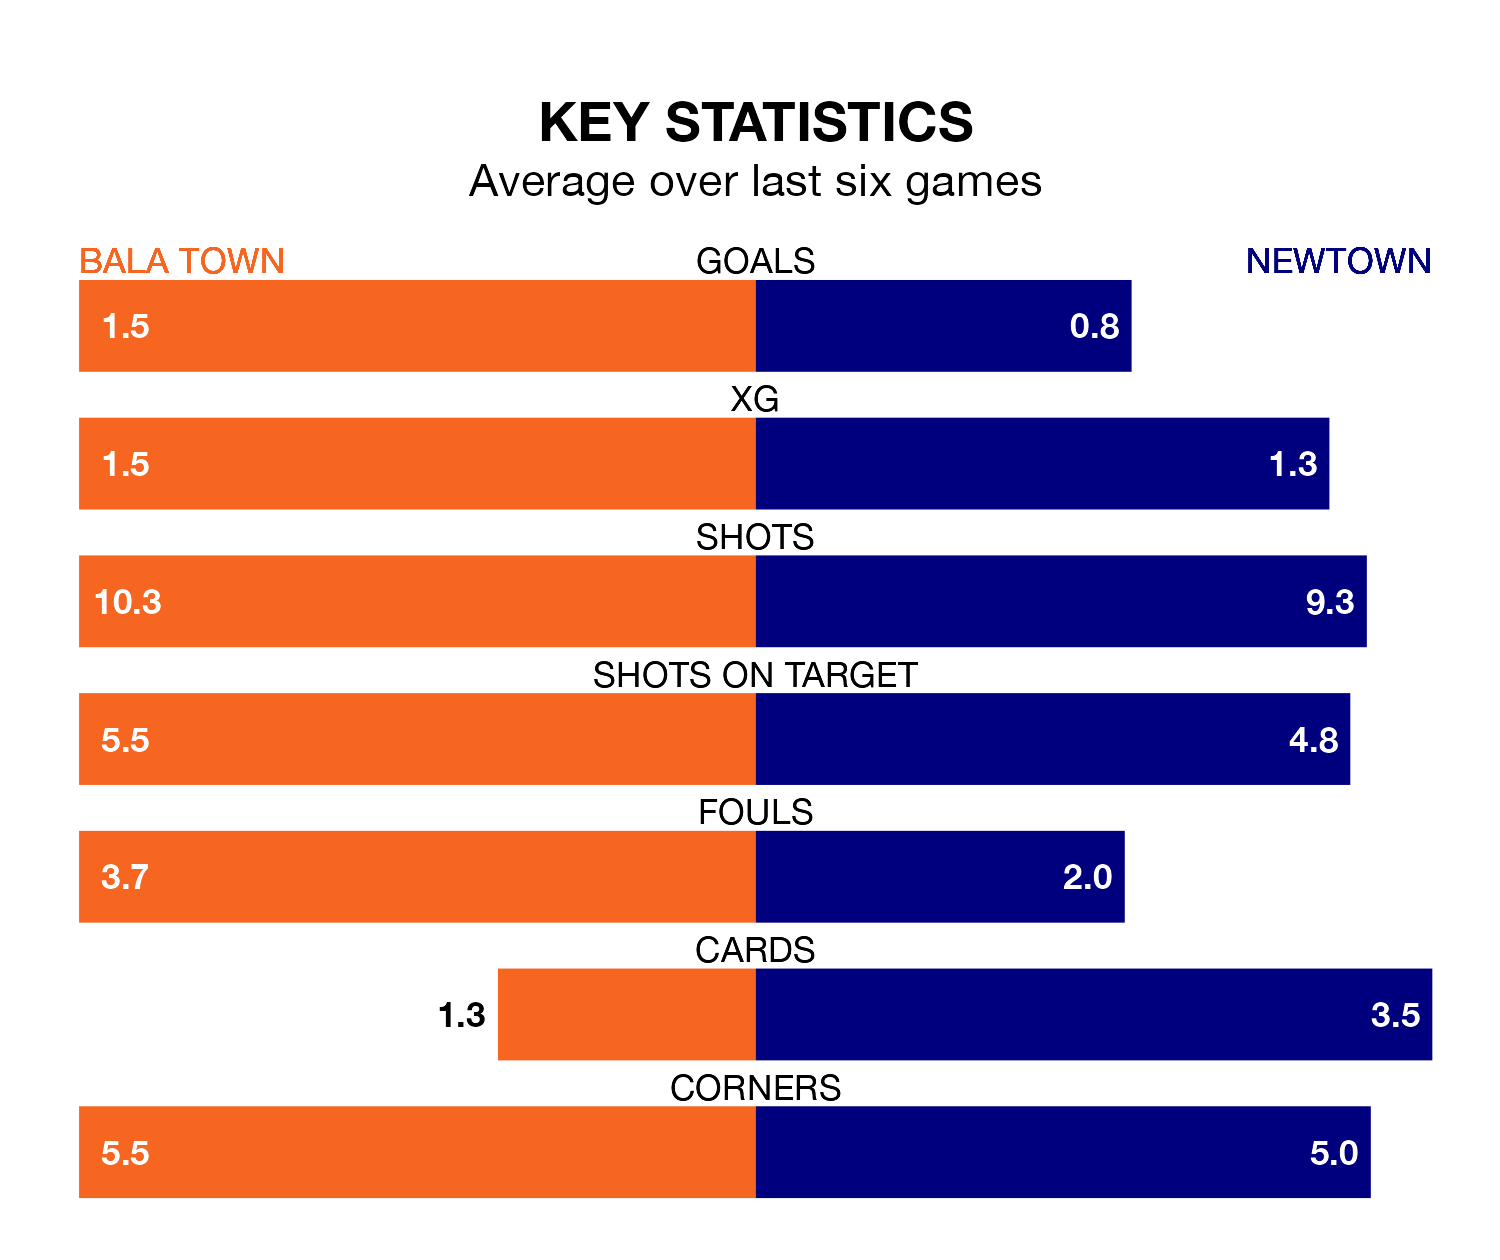 KEY STATISTICS
Average over last six games
BALA TOWN GOALS NEWTOWN
1.5 0.8
XG
1.5 1.3
SHOTS
10.3 9.3
SHOTS ON TARGET
5.5 4.8
FOULS
3.7 2.0
CARDS
1.3 3.5
CORNERS
5.5 5.0